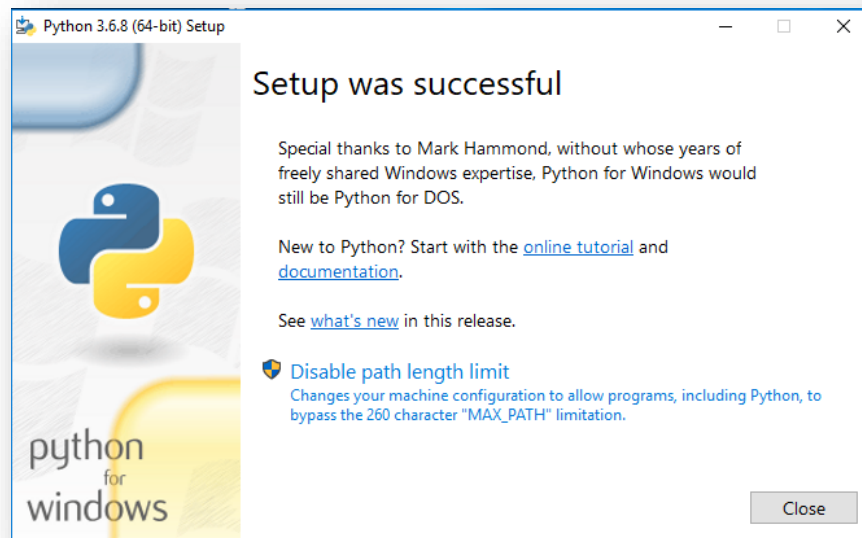 Python 3.6.8 (64-bit) Setup
Setup was successful
Special thanks to Mark Hammond, without whose years of
freely shared Windows expertise, Python for Windows would
still be Python for DOS.
New to Python? Start with the online tutorial and
documentation.
See what's new in this release.
Disable path length limit
Changes your machine configuration to allow programs, including Python, to
bypass the 260 character "MAX_PATH" limitation.
python
for
windows
Close